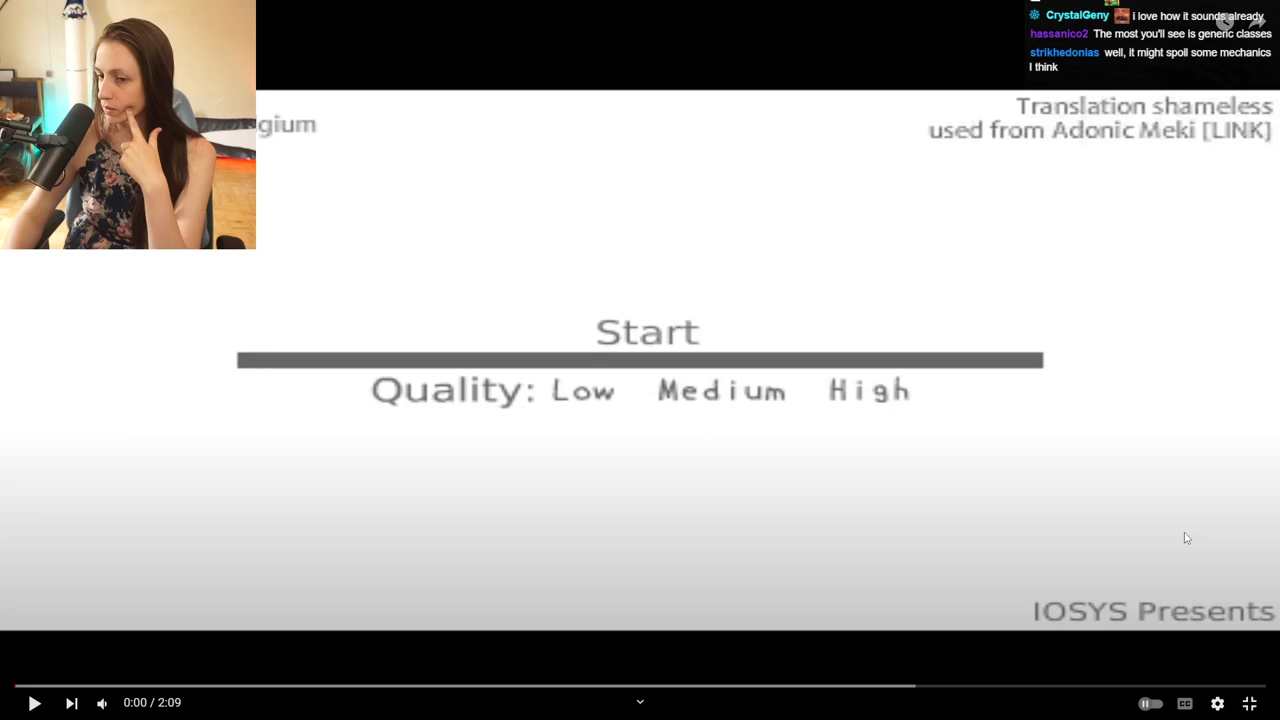 CrystalGeny i love how it sounds already
hassanico2 The most you'll see is generic classes
strikhedonias well, it might spoil some mechanics
I think
gium
Translation shameless
used from Adonic Meki [LINK]
Start
Quality: Low Medium High
IOSYS Presents
0:00 / 2:09
CC